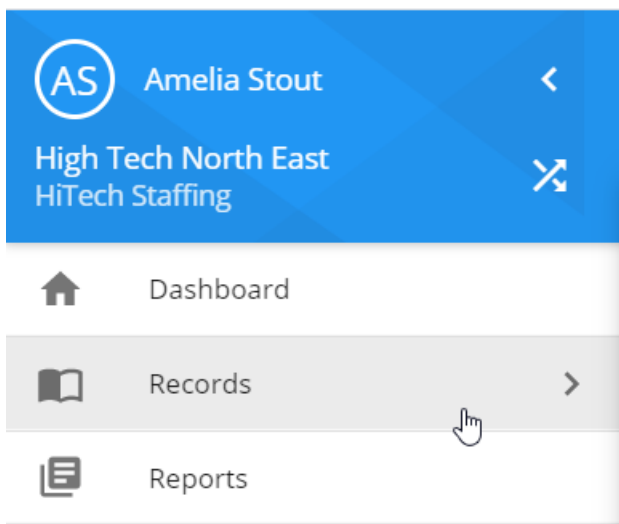 AS Amelia Stout
High Tech North East
HiTech Staffing
Dashboard
Records
Reports